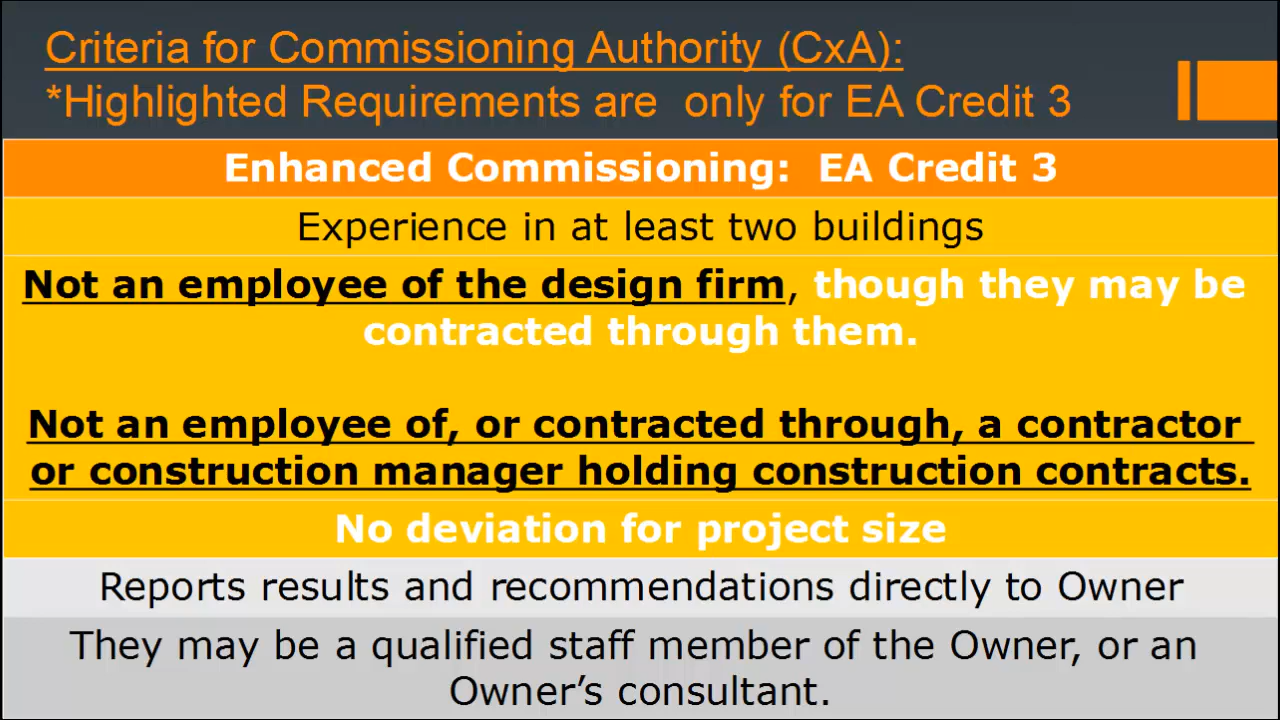 Criteria for Commissioning Authority (CxA):
*Highlighted Requirements are only for EA Credit 3
Enhanced Commissioning: EA Credit 3
Experience in at least two buildings
Not an employee of the design firm, though they may be
contracted through them.
Not an employee of, or contracted through, a contractor
or construction manager holding construction contracts.
No deviation for project size
Reports results and recommendations directly to Owner
They may be a qualified staff member of the Owner, or an
Owner’s consultant.